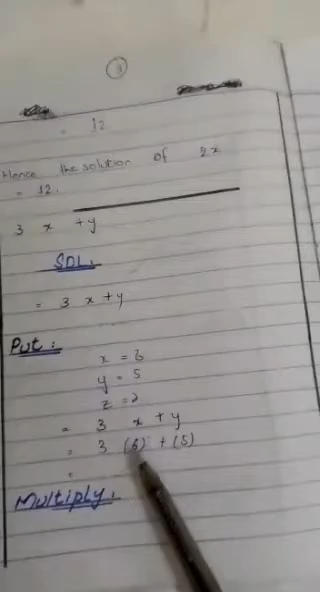 = 12
Hence the solution of 2x
= 12.
3 x + y
SOL.
= 3 x + y
Put:
x = 6
y = 5
z = 2
= 3 x + y
= 3 (6) + (5)
=
Multiply.